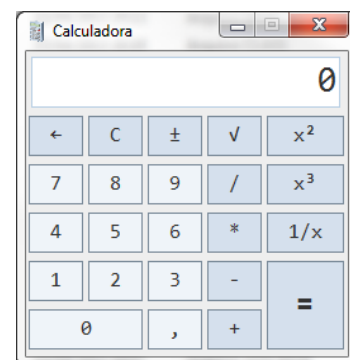 Calculadora
0
← C ± √ x²
7 8 9 / x³
4 5 6 * 1/x
1 2 3 - =
0 , +